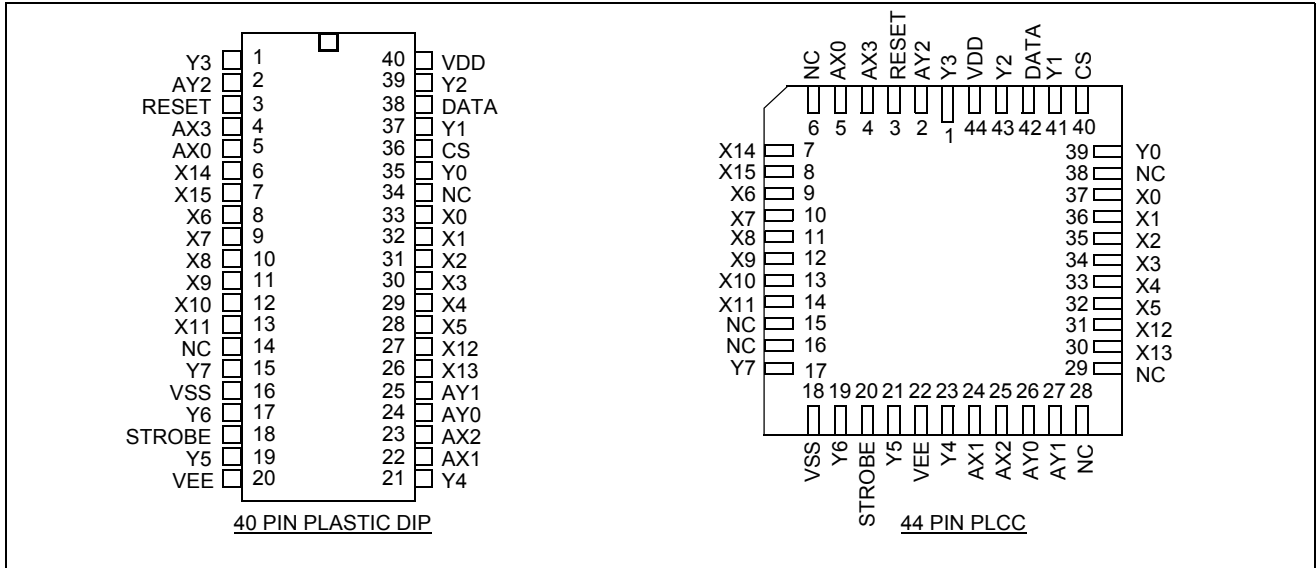 Y3 1 40 VDD
AY2 2 39 Y2
RESET 3 38 DATA
AX3 4 37 Y1
AX0 5 36 CS
X14 6 35 Y0
X15 7 34 NC
X6 8 33 X0
X7 9 32 X1
X8 10 31 X2
X9 11 30 X3
X10 12 29 X4
X11 13 28 X5
NC 14 27 X12
Y7 15 26 X13
VSS 16 25 AY1
Y6 17 24 AY0
STROBE 18 23 AX2
Y5 19 22 AX1
VEE 20 21 Y4
40 PIN PLASTIC DIP
NC AX0 AX3 RESET AY2 Y3 VDD Y2 DATA Y1 CS
6 5 4 3 2 1 44 43 42 41 40
X14 7 39 Y0
X15 8 38 NC
X6 9 37 X0
X7 10 36 X1
X8 11 35 X2
X9 12 34 X3
X10 13 33 X4
X11 14 32 X5
NC 15 31 X12
NC 16 30 X13
Y7 17 29 NC
18 19 20 21 22 23 24 25 26 27 28
VSS Y6 STROBE Y5 VEE Y4 AX1 AX2 AY0 AY1 NC
44 PIN PLCC